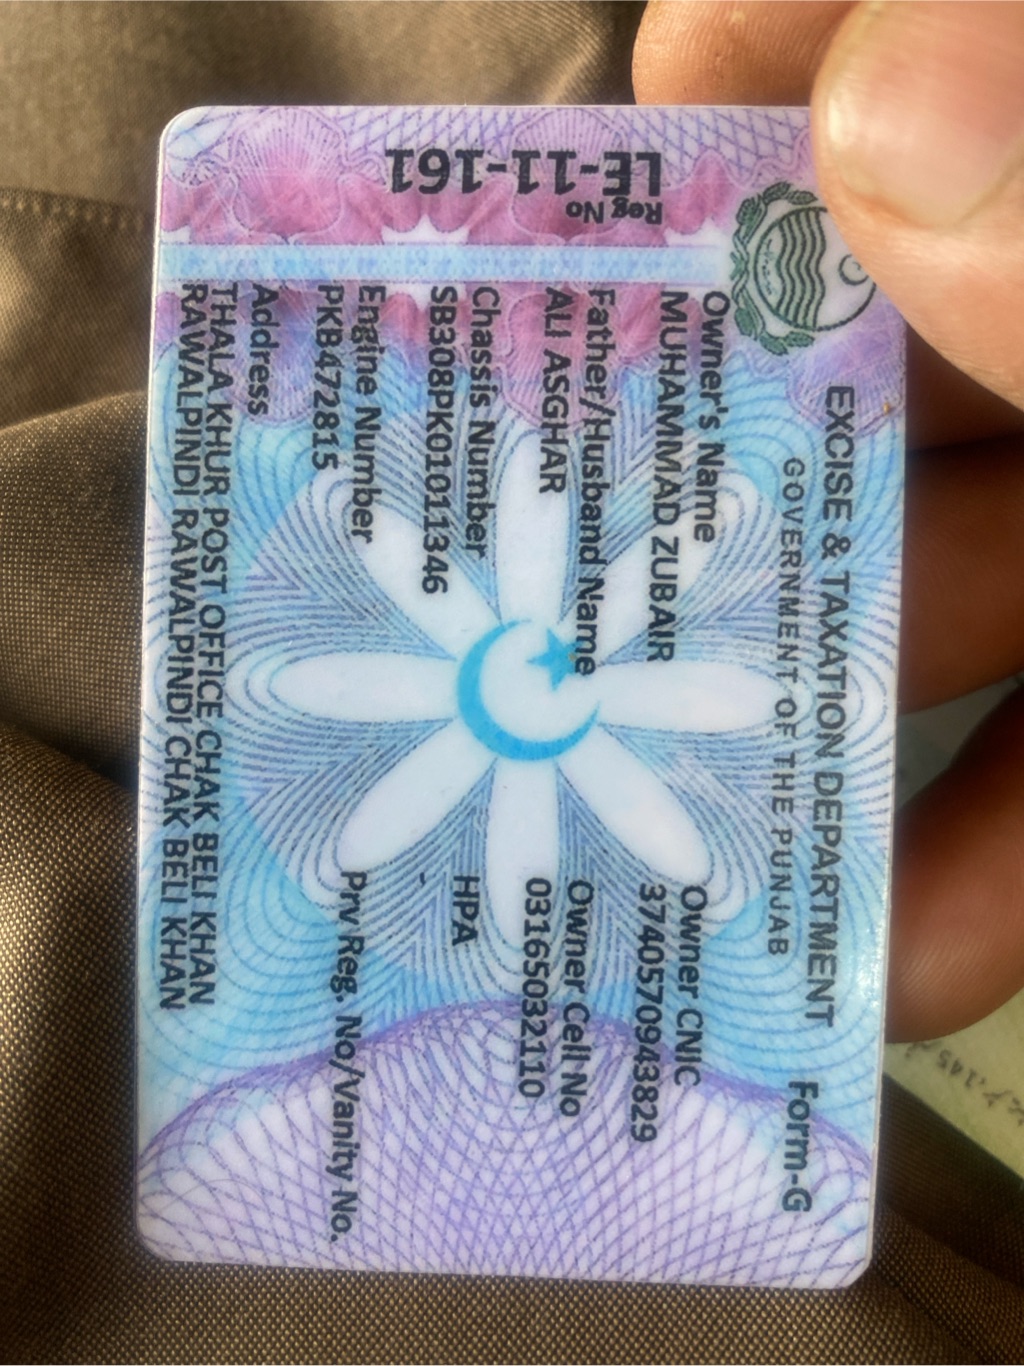 EXCISE & TAXATION DEPARTMENT
Form-G
GOVERNMENT OF THE PUNJAB
Reg No
LE-11-161
Owner's Name
MUHAMMAD ZUBAIR
Owner CNIC
3740570943829
Father/Husband Name
ALI ASGHAR
Owner Cell No
03165032110
Chassis Number
SB308PK01011346
HPA
-
Engine Number
PKB4772815
Prv Reg. No/Vanity No.
Address
THALA KHUR POST OFFICE CHAK BELI KHAN
RAWALPINDI RAWALPINDI CHAK BELI KHAN